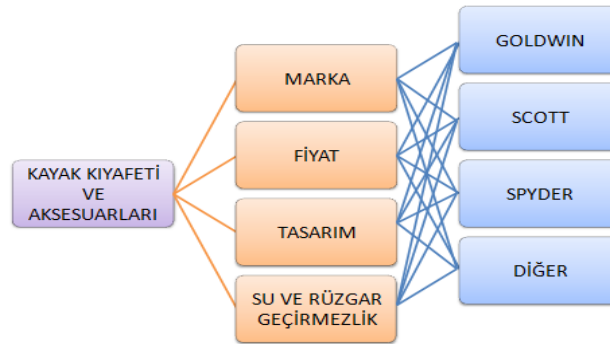 KAYAK KIYAFETİ
VE
AKSESUARLARI
MARKA
FİYAT
TASARIM
SU VE RÜZGAR
GEÇİRMEZLİK
GOLDWIN
SCOTT
SPYDER
DİĞER